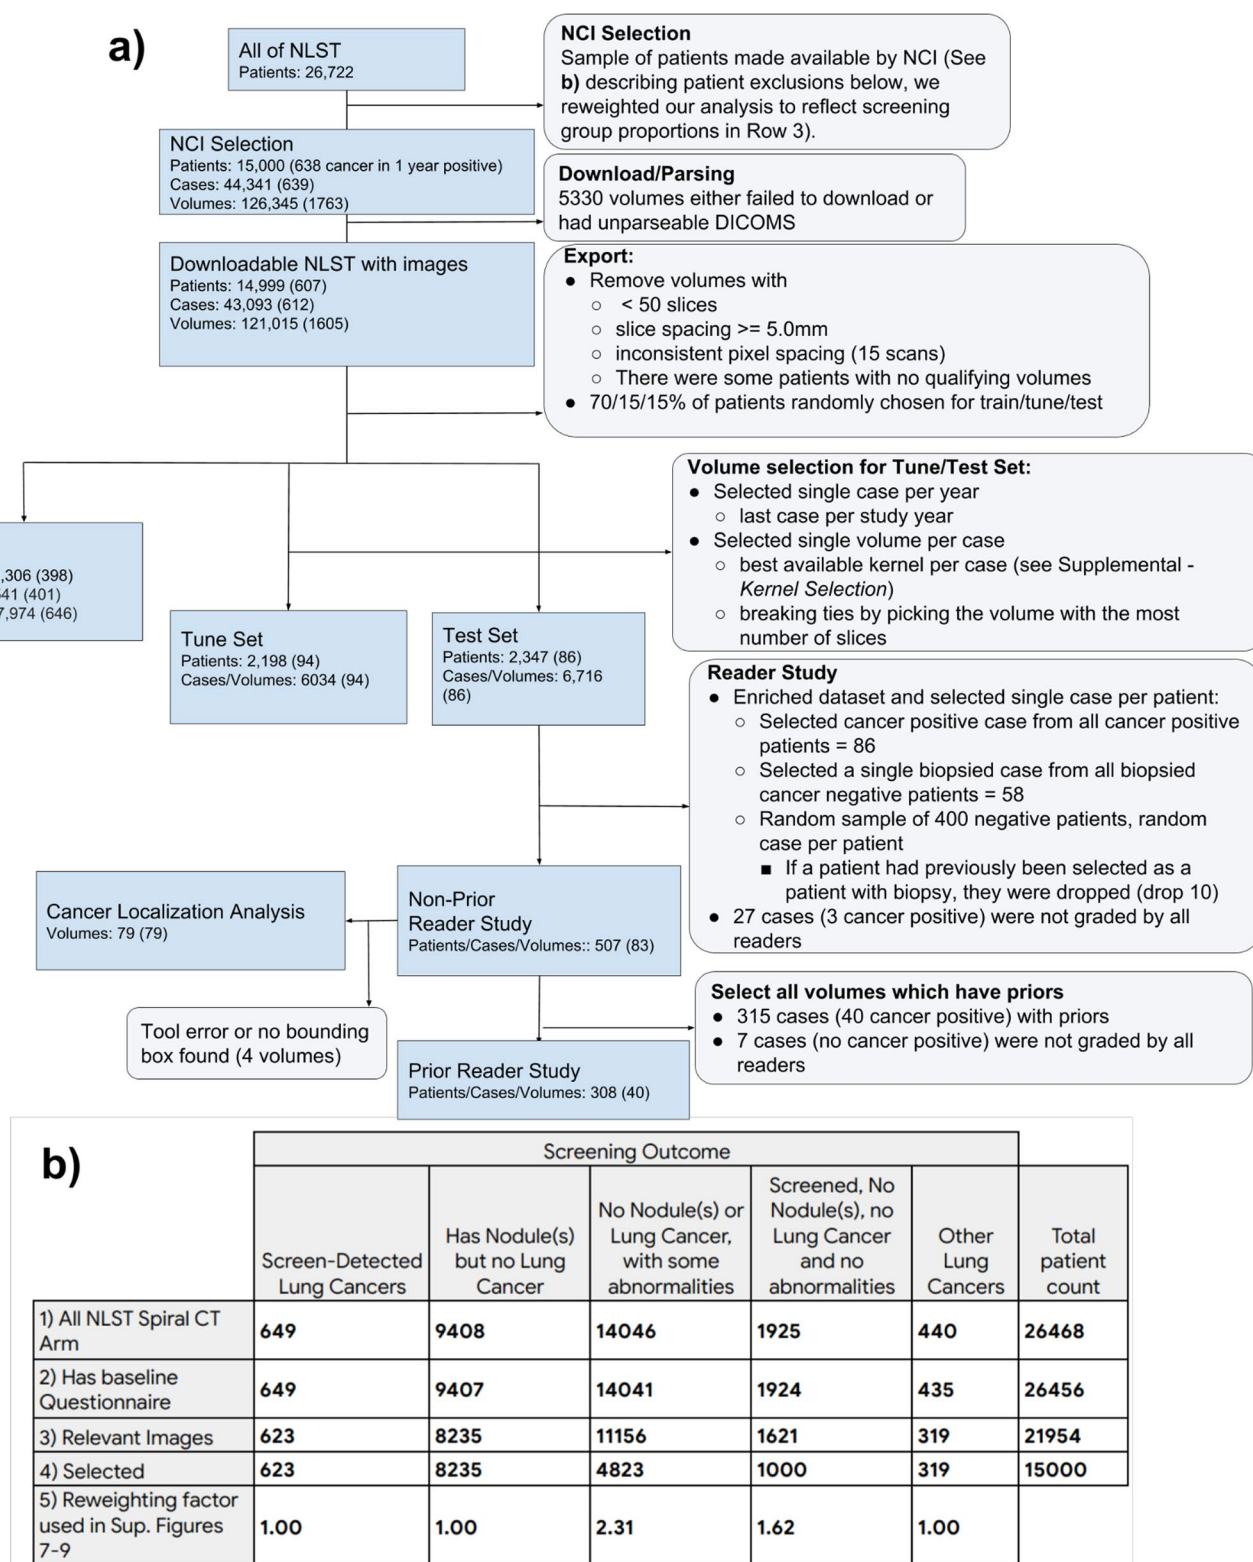 a)
All of NLST
Patients: 26,722
NCI Selection
Sample of patients made available by NCI (See
b) describing patient exclusions below, we
reweighted our analysis to reflect screening
group proportions in Row 3).
NCI Selection
Patients: 15,000 (638 cancer in 1 year positive)
Cases: 44,341 (639)
Volumes: 126,345 (1763)
Download/Parsing
5330 volumes either failed to download or
had unparseable DICOMS
Downloadable NLST with images
Patients: 14,999 (607)
Cases: 43,093 (612)
Volumes: 121,015 (1605)
Export:
● Remove volumes with
○ < 50 slices
○ slice spacing >= 5.0mm
○ inconsistent pixel spacing (15 scans)
○ There were some patients with no qualifying volumes
● 70/15/15% of patients randomly chosen for train/tune/test
Volume selection for Tune/Test Set:
● Selected single case per year
○ last case per study year
● Selected single volume per case
○ best available kernel per case (see Supplemental -
Kernel Selection)
○ breaking ties by picking the volume with the most
number of slices
,306 (398)
41 (401)
7,974 (646)
Tune Set
Patients: 2,198 (94)
Cases/Volumes: 6034 (94)
Test Set
Patients: 2,347 (86)
Cases/Volumes: 6,716
(86)
Reader Study
● Enriched dataset and selected single case per patient:
○ Selected cancer positive case from all cancer positive
patients = 86
○ Selected a single biopsied case from all biopsied
cancer negative patients = 58
○ Random sample of 400 negative patients, random
case per patient
■ If a patient had previously been selected as a
patient with biopsy, they were dropped (drop 10)
● 27 cases (3 cancer positive) were not graded by all
readers
Cancer Localization Analysis
Volumes: 79 (79)
Non-Prior
Reader Study
Patients/Cases/Volumes:: 507 (83)
Tool error or no bounding
box found (4 volumes)
Select all volumes which have priors
● 315 cases (40 cancer positive) with priors
● 7 cases (no cancer positive) were not graded by all
readers
Prior Reader Study
Patients/Cases/Volumes: 308 (40)
b)
Screening Outcome
Screen-Detected
Lung Cancers
Has Nodule(s)
but no Lung
Cancer
No Nodule(s) or
Lung Cancer,
with some
abnormalities
Screened, No
Nodule(s), no
Lung Cancer
and no
abnormalities
Other
Lung
Cancers
Total
patient
count
1) All NLST Spiral CT
Arm
649 9408 14046 1925 440 26468
2) Has baseline
Questionnaire
649 9407 14041 1924 435 26456
3) Relevant Images 623 8235 11156 1621 319 21954
4) Selected 623 8235 4823 1000 319 15000
5) Reweighting factor
used in Sup. Figures
7-9
1.00 1.00 2.31 1.62 1.00